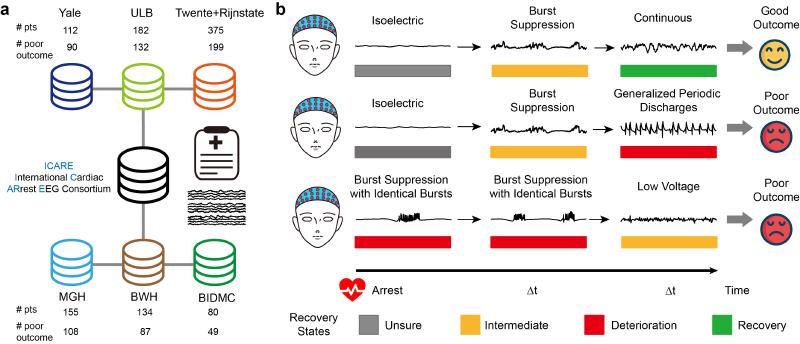 a
Yale ULB Twente+Rijnstate
# pts 112 182 375
# poor
outcome 90 132 199
ICARE
International Cardiac
ARrest EEG Consortium
MGH BWH BIDMC
# pts 155 134 80
# poor
outcome 108 87 49
b
Isoelectric
Burst
Suppression
Continuous
Good
Outcome
Isoelectric
Burst
Suppression
Generalized Periodic
Discharges
Poor
Outcome
Burst Suppression
with Identical Bursts
Burst Suppression
with Identical Bursts
Low Voltage
Poor
Outcome
Arrest Δt Δt Time
Recovery
States
Unsure Intermediate Deterioration Recovery